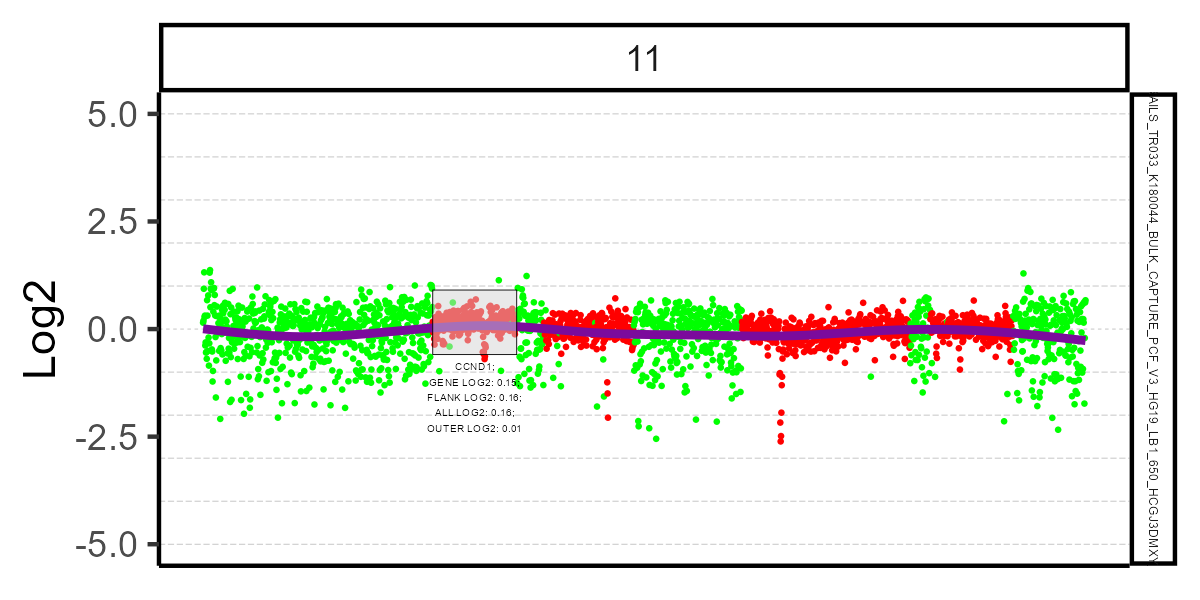 11
5.0
2.5
0.0
-2.5
-5.0
Log2
CCND1;
GENE LOG2: 0.15;
FLANK LOG2: 0.16;
ALL LOG2: 0.16;
OUTER LOG2: 0.01
AILS_TR033_K180044_BULK_CAPTURE_PCF_V3_HG19_LB1_650_HCGJ3DMXY